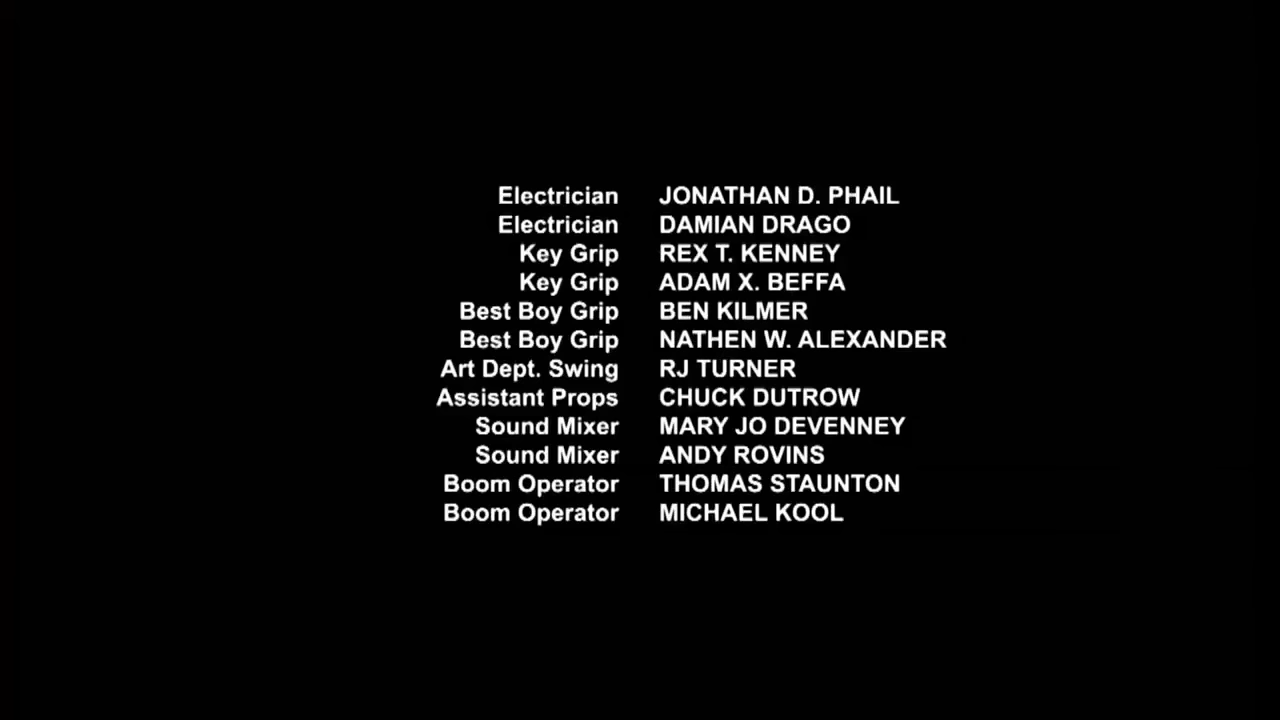 Electrician JONATHAN D. PHAIL
Electrician DAMIAN DRAGO
Key Grip REX T. KENNEY
Key Grip ADAM X. BEFFA
Best Boy Grip BEN KILMER
Best Boy Grip NATHEN W. ALEXANDER
Art Dept. Swing RJ TURNER
Assistant Props CHUCK DUTROW
Sound Mixer MARY JO DEVENNEY
Sound Mixer ANDY ROVINS
Boom Operator THOMAS STAUNTON
Boom Operator MICHAEL KOOL